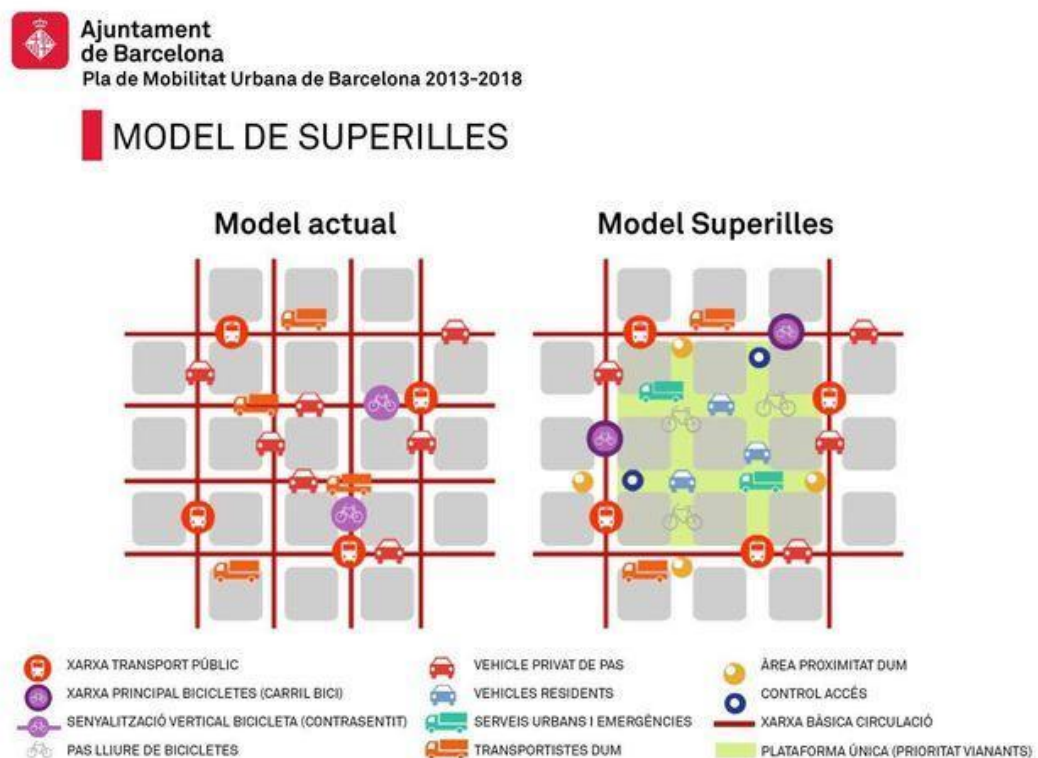 Ajuntament
de Barcelona
Pla de Mobilitat Urbana de Barcelona 2013-2018
MODEL DE SUPERILLES
Model actual
Model Superilles
XARXA TRANSPORT PÚBLIC
XARXA PRINCIPAL BICICLETES (CARRIL BICI)
SENYALITZACIÓ VERTICAL BICICLETA (CONTRASENTIT)
PAS LLIURE DE BICICLETES
VEHICLE PRIVAT DE PAS
VEHICLES RESIDENTS
SERVEIS URBANS I EMERGÈNCIES
TRANSPORTISTES DUM
ÀREA PROXIMITAT DUM
CONTROL ACCÉS
XARXA BÀSICA CIRCULACIÓ
PLATAFORMA ÚNICA (PRIORITAT VIANANTS)